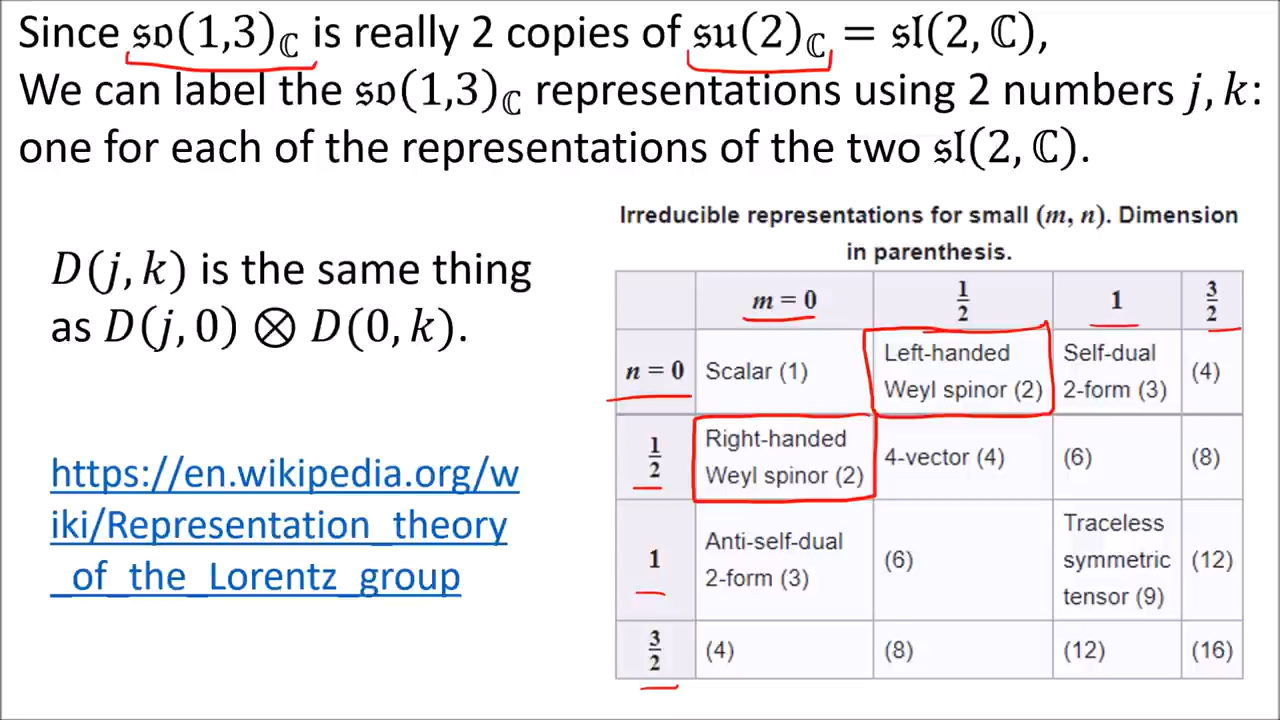 Since 𝔰𝔬(1,3)_ℂ is really 2 copies of 𝔰𝔲(2)_ℂ = 𝔰𝔩(2, ℂ),
We can label the 𝔰𝔬(1,3)_ℂ representations using 2 numbers j, k:
one for each of the representations of the two 𝔰𝔩(2, ℂ).
D(j, k) is the same thing
as D(j, 0) ⊗ D(0, k).
https://en.wikipedia.org/w
iki/Representation_theory
_of_the_Lorentz_group
Irreducible representations for small (m, n). Dimension
in parenthesis.
m = 0 1/2 1 3/2
n = 0 Scalar (1) Left-handed Weyl spinor (2) Self-dual 2-form (3) (4)
1/2 Right-handed Weyl spinor (2) 4-vector (4) (6) (8)
1 Anti-self-dual 2-form (3) (6) Traceless symmetric tensor (9) (12)
3/2 (4) (8) (12) (16)